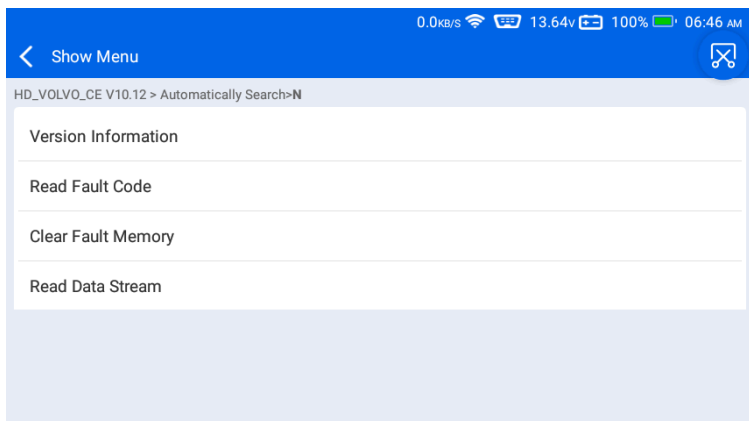 0.0KB/S 13.64V 100% 06:46 AM
Show Menu
HD_VOLVO_CE V10.12 > Automatically Search>N
Version Information
Read Fault Code
Clear Fault Memory
Read Data Stream